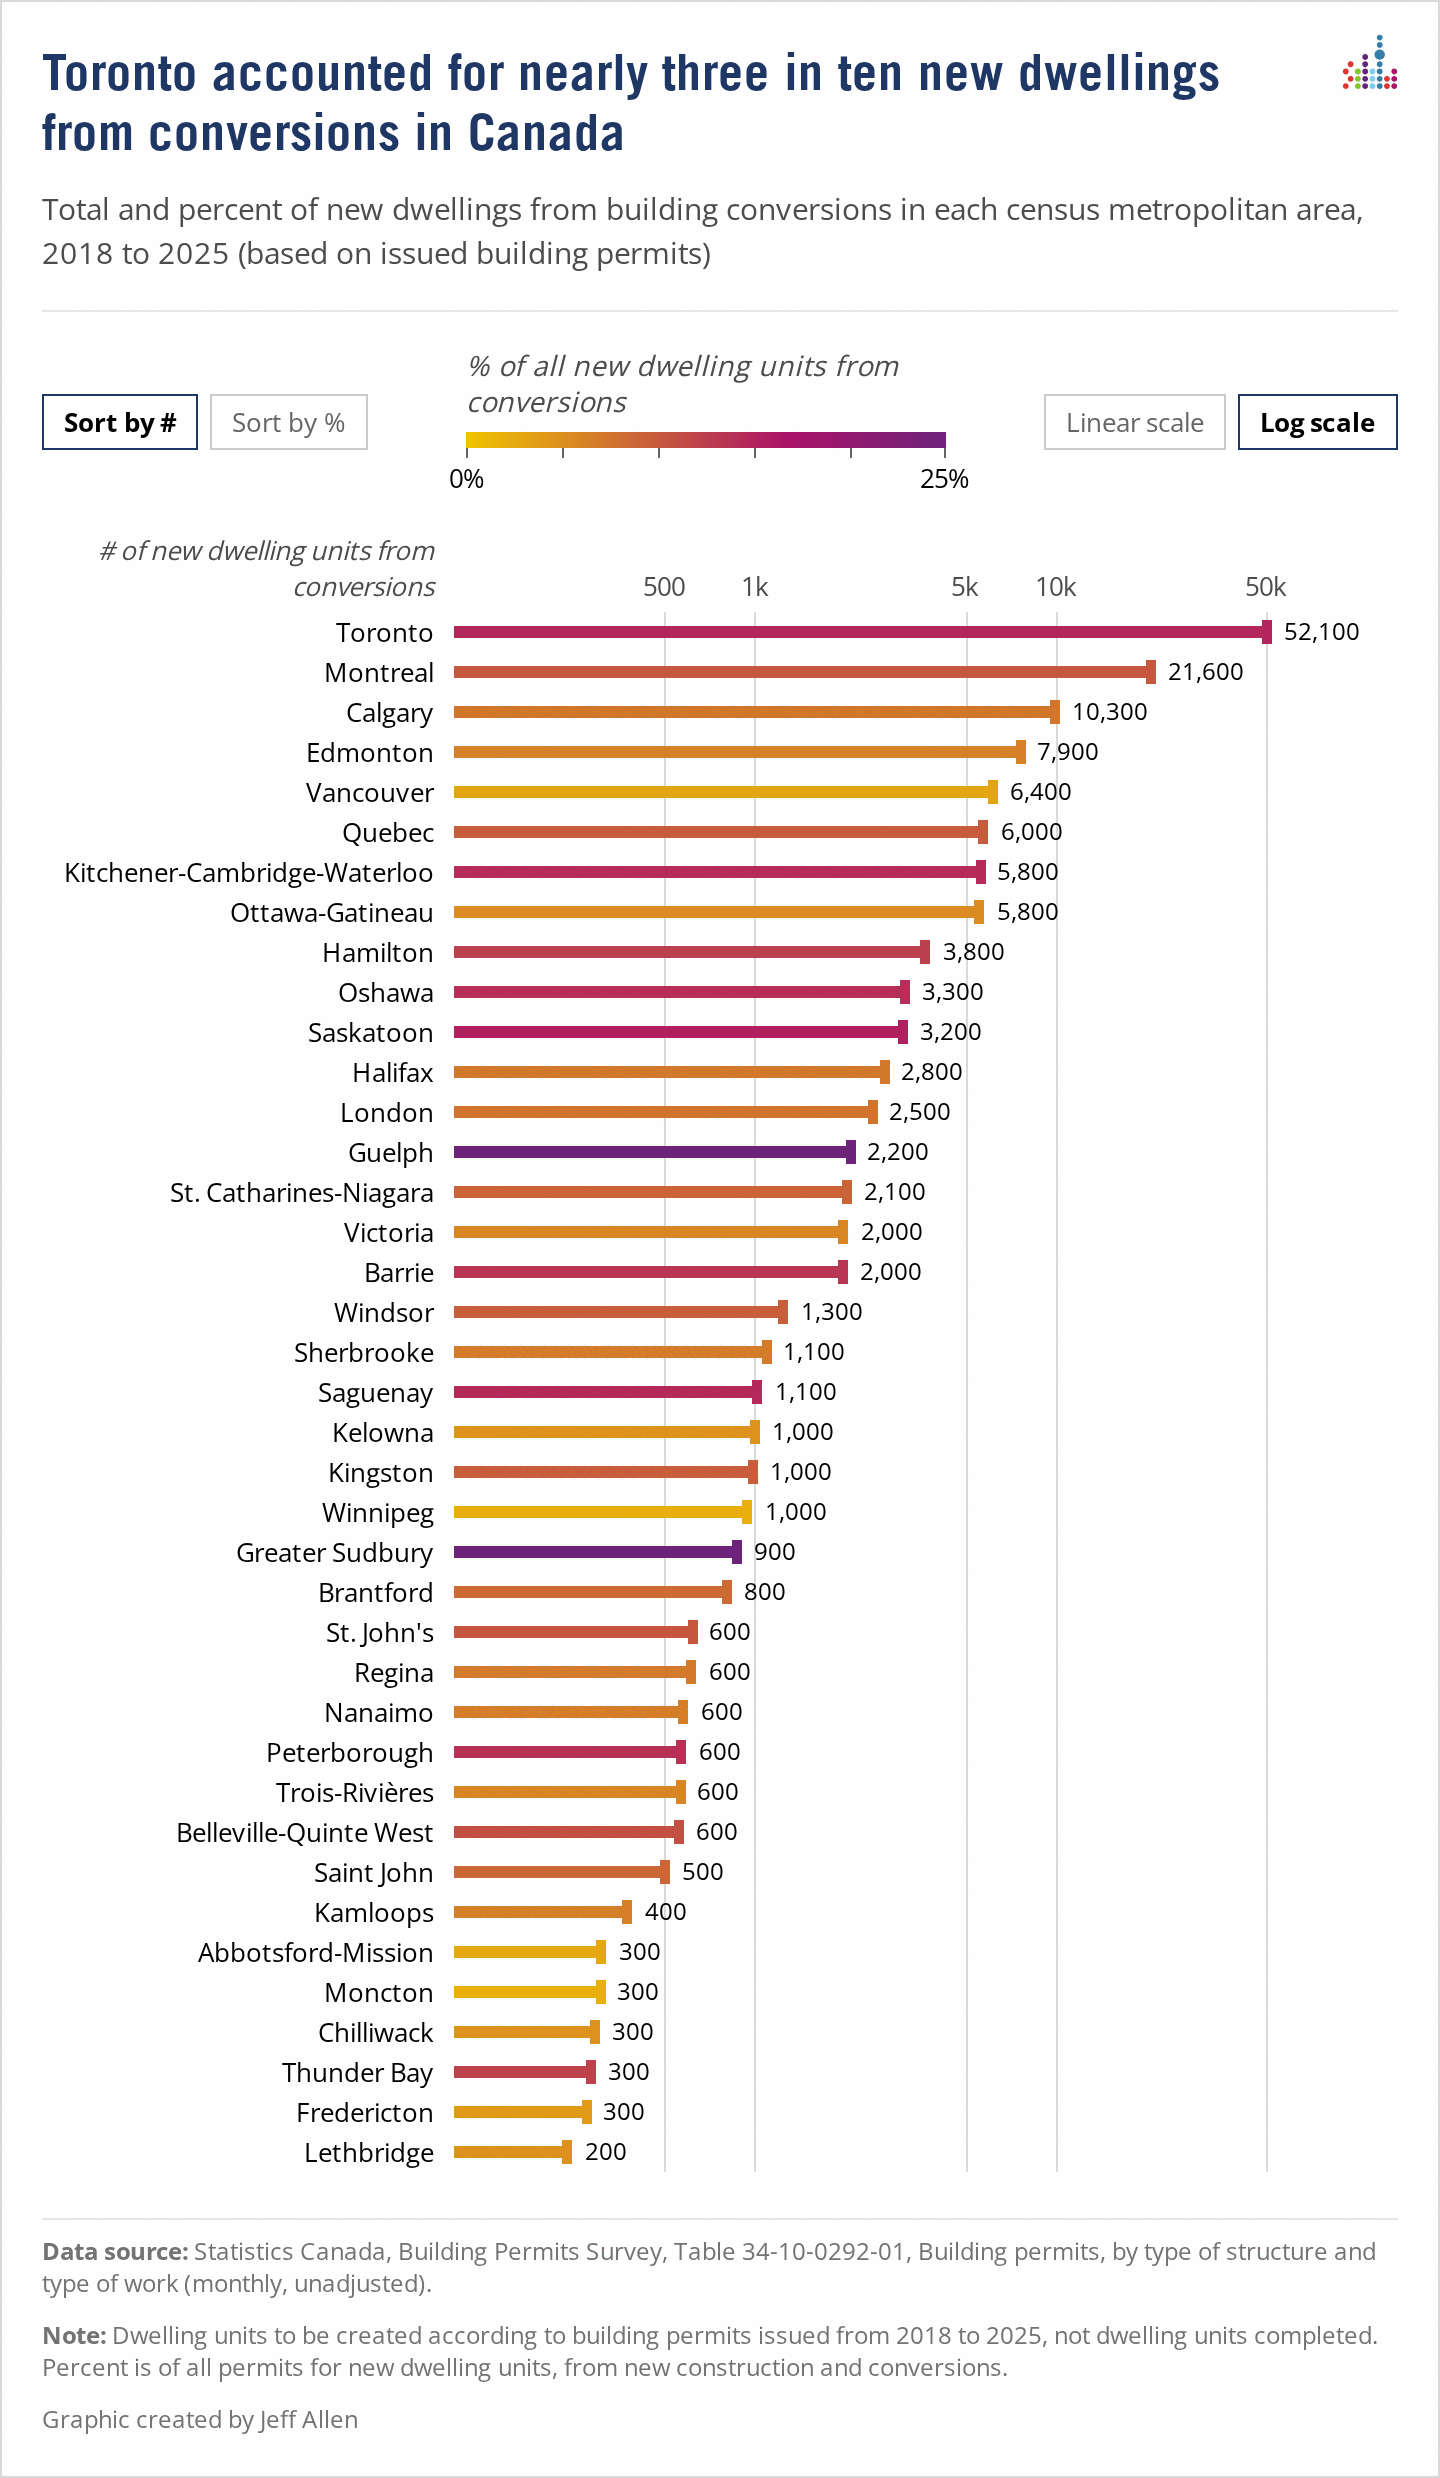 Toronto accounted for nearly three in ten new dwellings
from conversions in Canada
Total and percent of new dwellings from building conversions in each census metropolitan area,
2018 to 2025 (based on issued building permits)
% of all new dwelling units from
conversions
Sort by #
Sort by %
Linear scale
Log scale
0%
25%
# of new dwelling units from
conversions
500
1k
5k
10k
50k
Toronto 52,100
Montreal 21,600
Calgary 10,300
Edmonton 7,900
Vancouver 6,400
Quebec 6,000
Kitchener-Cambridge-Waterloo 5,800
Ottawa-Gatineau 5,800
Hamilton 3,800
Oshawa 3,300
Saskatoon 3,200
Halifax 2,800
London 2,500
Guelph 2,200
St. Catharines-Niagara 2,100
Victoria 2,000
Barrie 2,000
Windsor 1,300
Sherbrooke 1,100
Saguenay 1,100
Kelowna 1,000
Kingston 1,000
Winnipeg 1,000
Greater Sudbury 900
Brantford 800
St. John's 600
Regina 600
Nanaimo 600
Peterborough 600
Trois-Rivières 600
Belleville-Quinte West 600
Saint John 500
Kamloops 400
Abbotsford-Mission 300
Moncton 300
Chilliwack 300
Thunder Bay 300
Fredericton 300
Lethbridge 200
Data source: Statistics Canada, Building Permits Survey, Table 34-10-0292-01, Building permits, by type of structure and
type of work (monthly, unadjusted).
Note: Dwelling units to be created according to building permits issued from 2018 to 2025, not dwelling units completed.
Percent is of all permits for new dwelling units, from new construction and conversions.
Graphic created by Jeff Allen